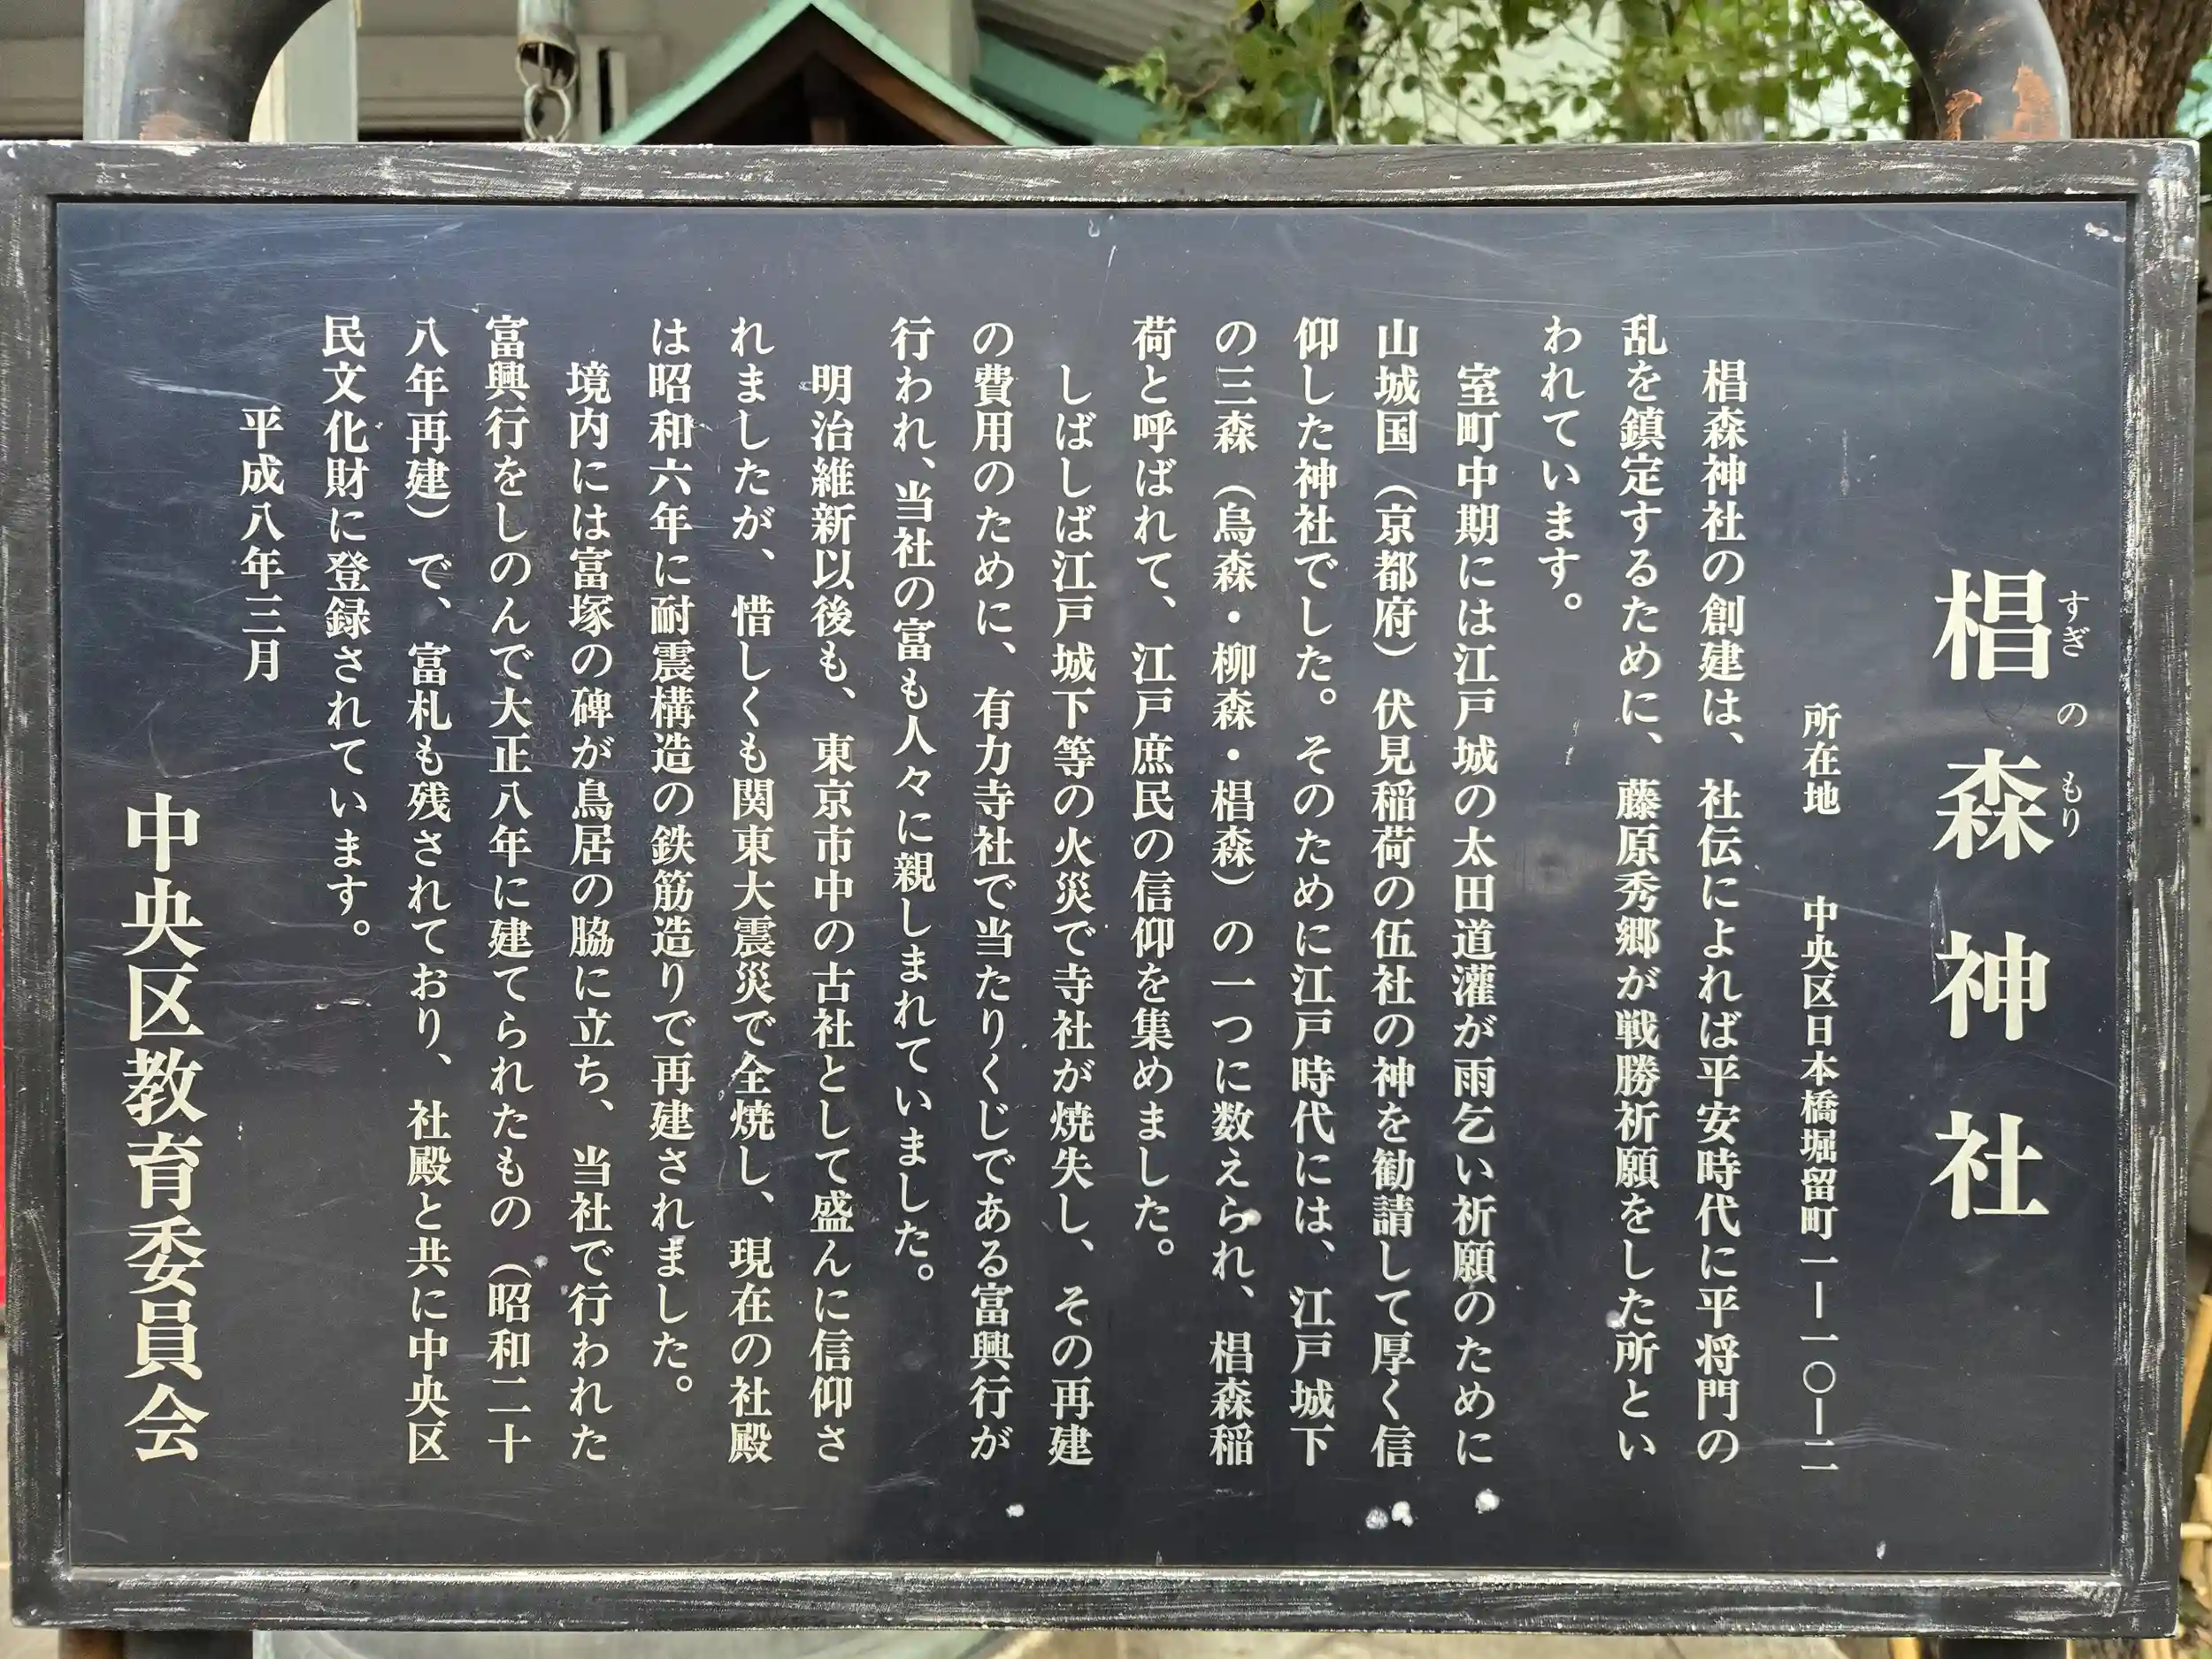 椙森神社
すぎのもり
所在地　中央区日本橋堀留町一ー一〇ー二
椙森神社の創建は、社伝によれば平安時代に平将門の
乱を鎮定するために、藤原秀郷が戦勝祈願をした所とい
われています。
室町中期には江戸城の太田道灌が雨乞い祈願のために
山城国（京都府）伏見稲荷の伍社の神を勧請して厚く信
仰した神社でした。そのために江戸時代には、江戸城下
の三森（烏森・柳森・椙森）の一つに数えられ、椙森稲
荷と呼ばれて、江戸庶民の信仰を集めました。
しばしば江戸城下等の火災で寺社が焼失し、その再建
の費用のために、有力寺社で当たりくじである富興行が
行われ、当社の富も人々に親しまれていました。
明治維新以後も、東京市中の古社として盛んに信仰さ
れましたが、惜しくも関東大震災で全焼し、現在の社殿
は昭和六年に耐震構造の鉄筋造りで再建されました。
境内には富塚の碑が鳥居の脇に立ち、当社で行われた
富興行をしのんで大正八年に建てられたもの（昭和二十
八年再建）で、富札も残されており、社殿と共に中央区
民文化財に登録されています。
平成八年三月
中央区教育委員会